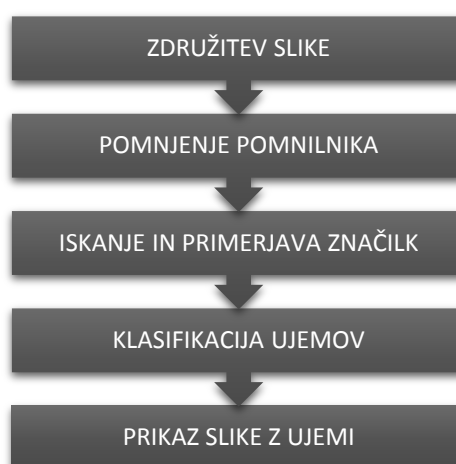 ZDRUŽITEV SLIKE
POMNJENJE POMNILNIKA
ISKANJE IN PRIMERJAVA ZNAČILK
KLASIFIKACIJA UJEMOV
PRIKAZ SLIKE Z UJEMI